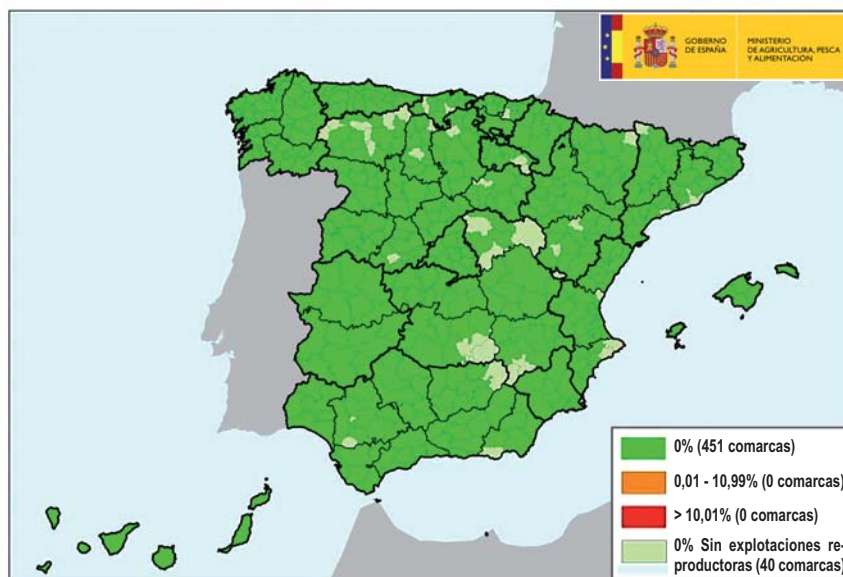 GOBIERNO
DE ESPAÑA
MINISTERIO
DE AGRICULTURA, PESCA
Y ALIMENTACIÓN
0% (451 comarcas)
0,01 - 10,99% (0 comarcas)
> 10,01% (0 comarcas)
0% Sin explotaciones re-
productoras (40 comarcas)